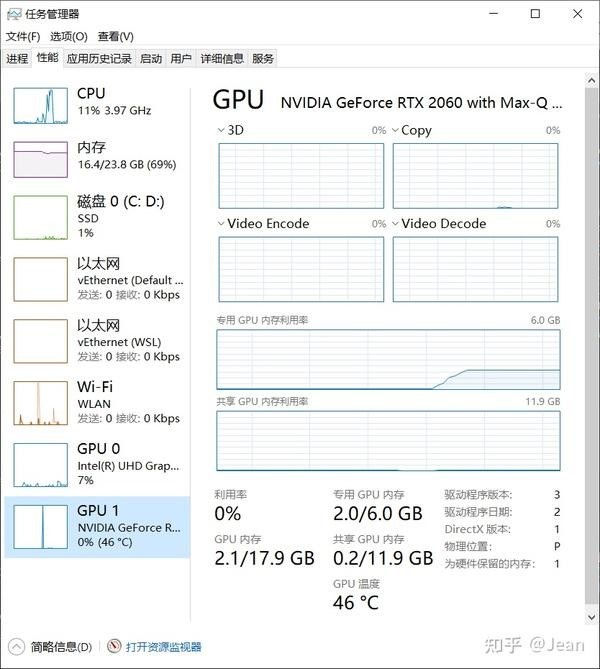 任务管理器
文件(F) 选项(O) 查看(V)
进程 性能 应用历史记录 启动 用户 详细信息 服务
CPU
11% 3.97 GHz
内存
16.4/23.8 GB (69%)
磁盘 0 (C: D:)
SSD
1%
以太网
vEthernet (Default ...
发送: 0 接收: 0 Kbps
以太网
vEthernet (WSL)
发送: 0 接收: 0 Kbps
Wi-Fi
WLAN
发送: 0 接收: 0 Kbps
GPU 0
Intel(R) UHD Grap...
7%
GPU 1
NVIDIA GeForce R...
0% (46 °C)
GPU NVIDIA GeForce RTX 2060 with Max-Q ...
3D 0% Copy 0%
Video Encode 0% Video Decode 0%
专用 GPU 内存利用率 6.0 GB
共享 GPU 内存利用率 11.9 GB
利用率
0%
专用 GPU 内存
2.0/6.0 GB
GPU 内存
2.1/17.9 GB
共享 GPU 内存
0.2/11.9 GB
GPU 温度
46 °C
驱动程序版本: 3
驱动程序日期: 2
DirectX 版本: 1
物理位置: P
为硬件保留的内存: 1
简略信息(D) 打开资源监视器
知乎 @Jean